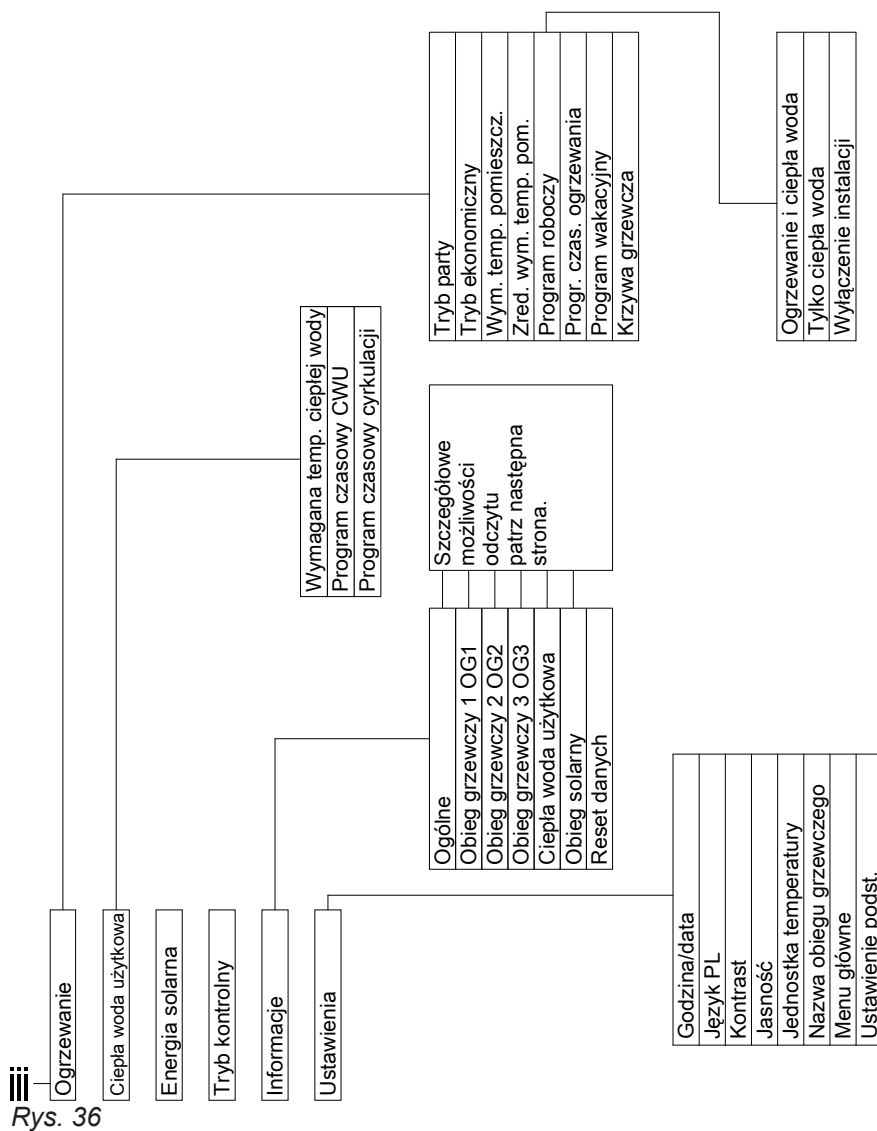 Ogrzewanie
Ciepła woda użytkowa
Energia solarna
Tryb kontrolny
Informacje
Ustawienia
Tryb party
Tryb ekonomiczny
Wym. temp. pomieszcz.
Zred. wym. temp. pom.
Program roboczy
Progr. czas. ogrzewania
Program wakacyjny
Krzywa grzewcza
Ogrzewanie i ciepła woda
Tylko ciepła woda
Wyłączenie instalacji
Wymagana temp. ciepłej wody
Program czasowy CWU
Program czasowy cyrkulacji
Ogólne
Obieg grzewczy 1 OG1
Obieg grzewczy 2 OG2
Obieg grzewczy 3 OG3
Ciepła woda użytkowa
Obieg solarny
Reset danych
Szczegółowe
możliwości
odczytu
patrz następna
strona.
Godzina/data
Język PL
Kontrast
Jasność
Jednostka temperatury
Nazwa obiegu grzewczego
Menu główne
Ustawienie podst.
Rys. 36